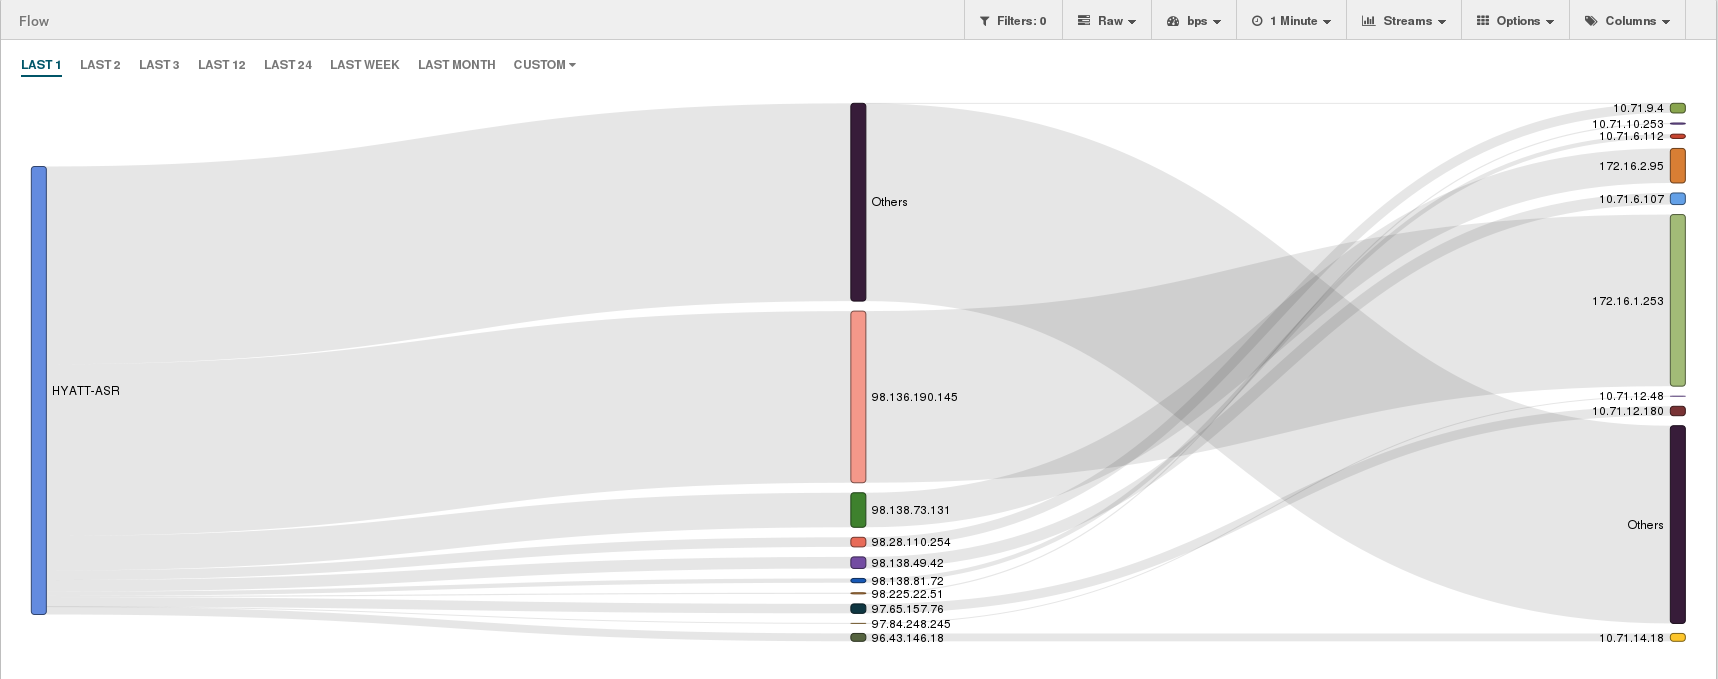 Flow
Filters: 0
Raw
bps
1 Minute
Streams
Options
Columns
LAST 1
LAST 2
LAST 3
LAST 12
LAST 24
LAST WEEK
LAST MONTH
CUSTOM
HYATT-ASR
Others
98.136.190.145
98.138.73.131
98.28.110.254
98.138.49.42
98.138.81.72
98.225.22.51
97.65.157.76
97.84.248.245
96.43.146.18
10.71.9.4
10.71.10.253
10.71.6.112
172.16.2.95
10.71.6.107
172.16.1.253
10.71.12.48
10.71.12.180
Others
10.71.14.18